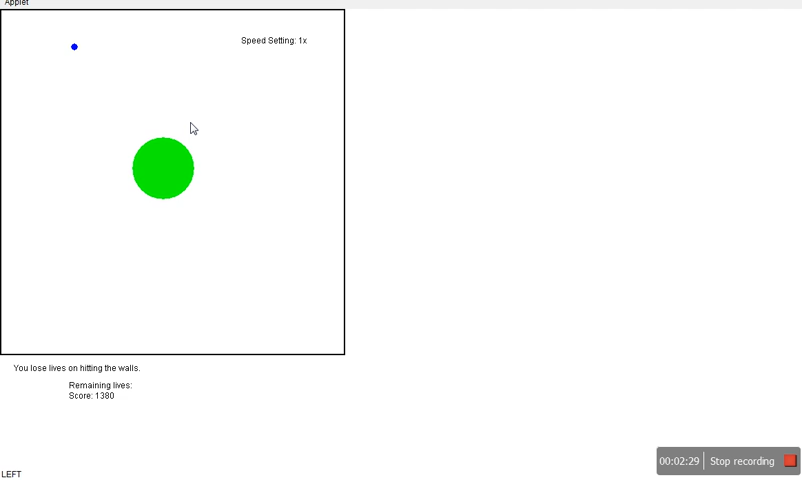 Applet
Speed Setting: 1x
You lose lives on hitting the walls.
Remaining lives:
Score: 1380
00:02:29 Stop recording
LEFT